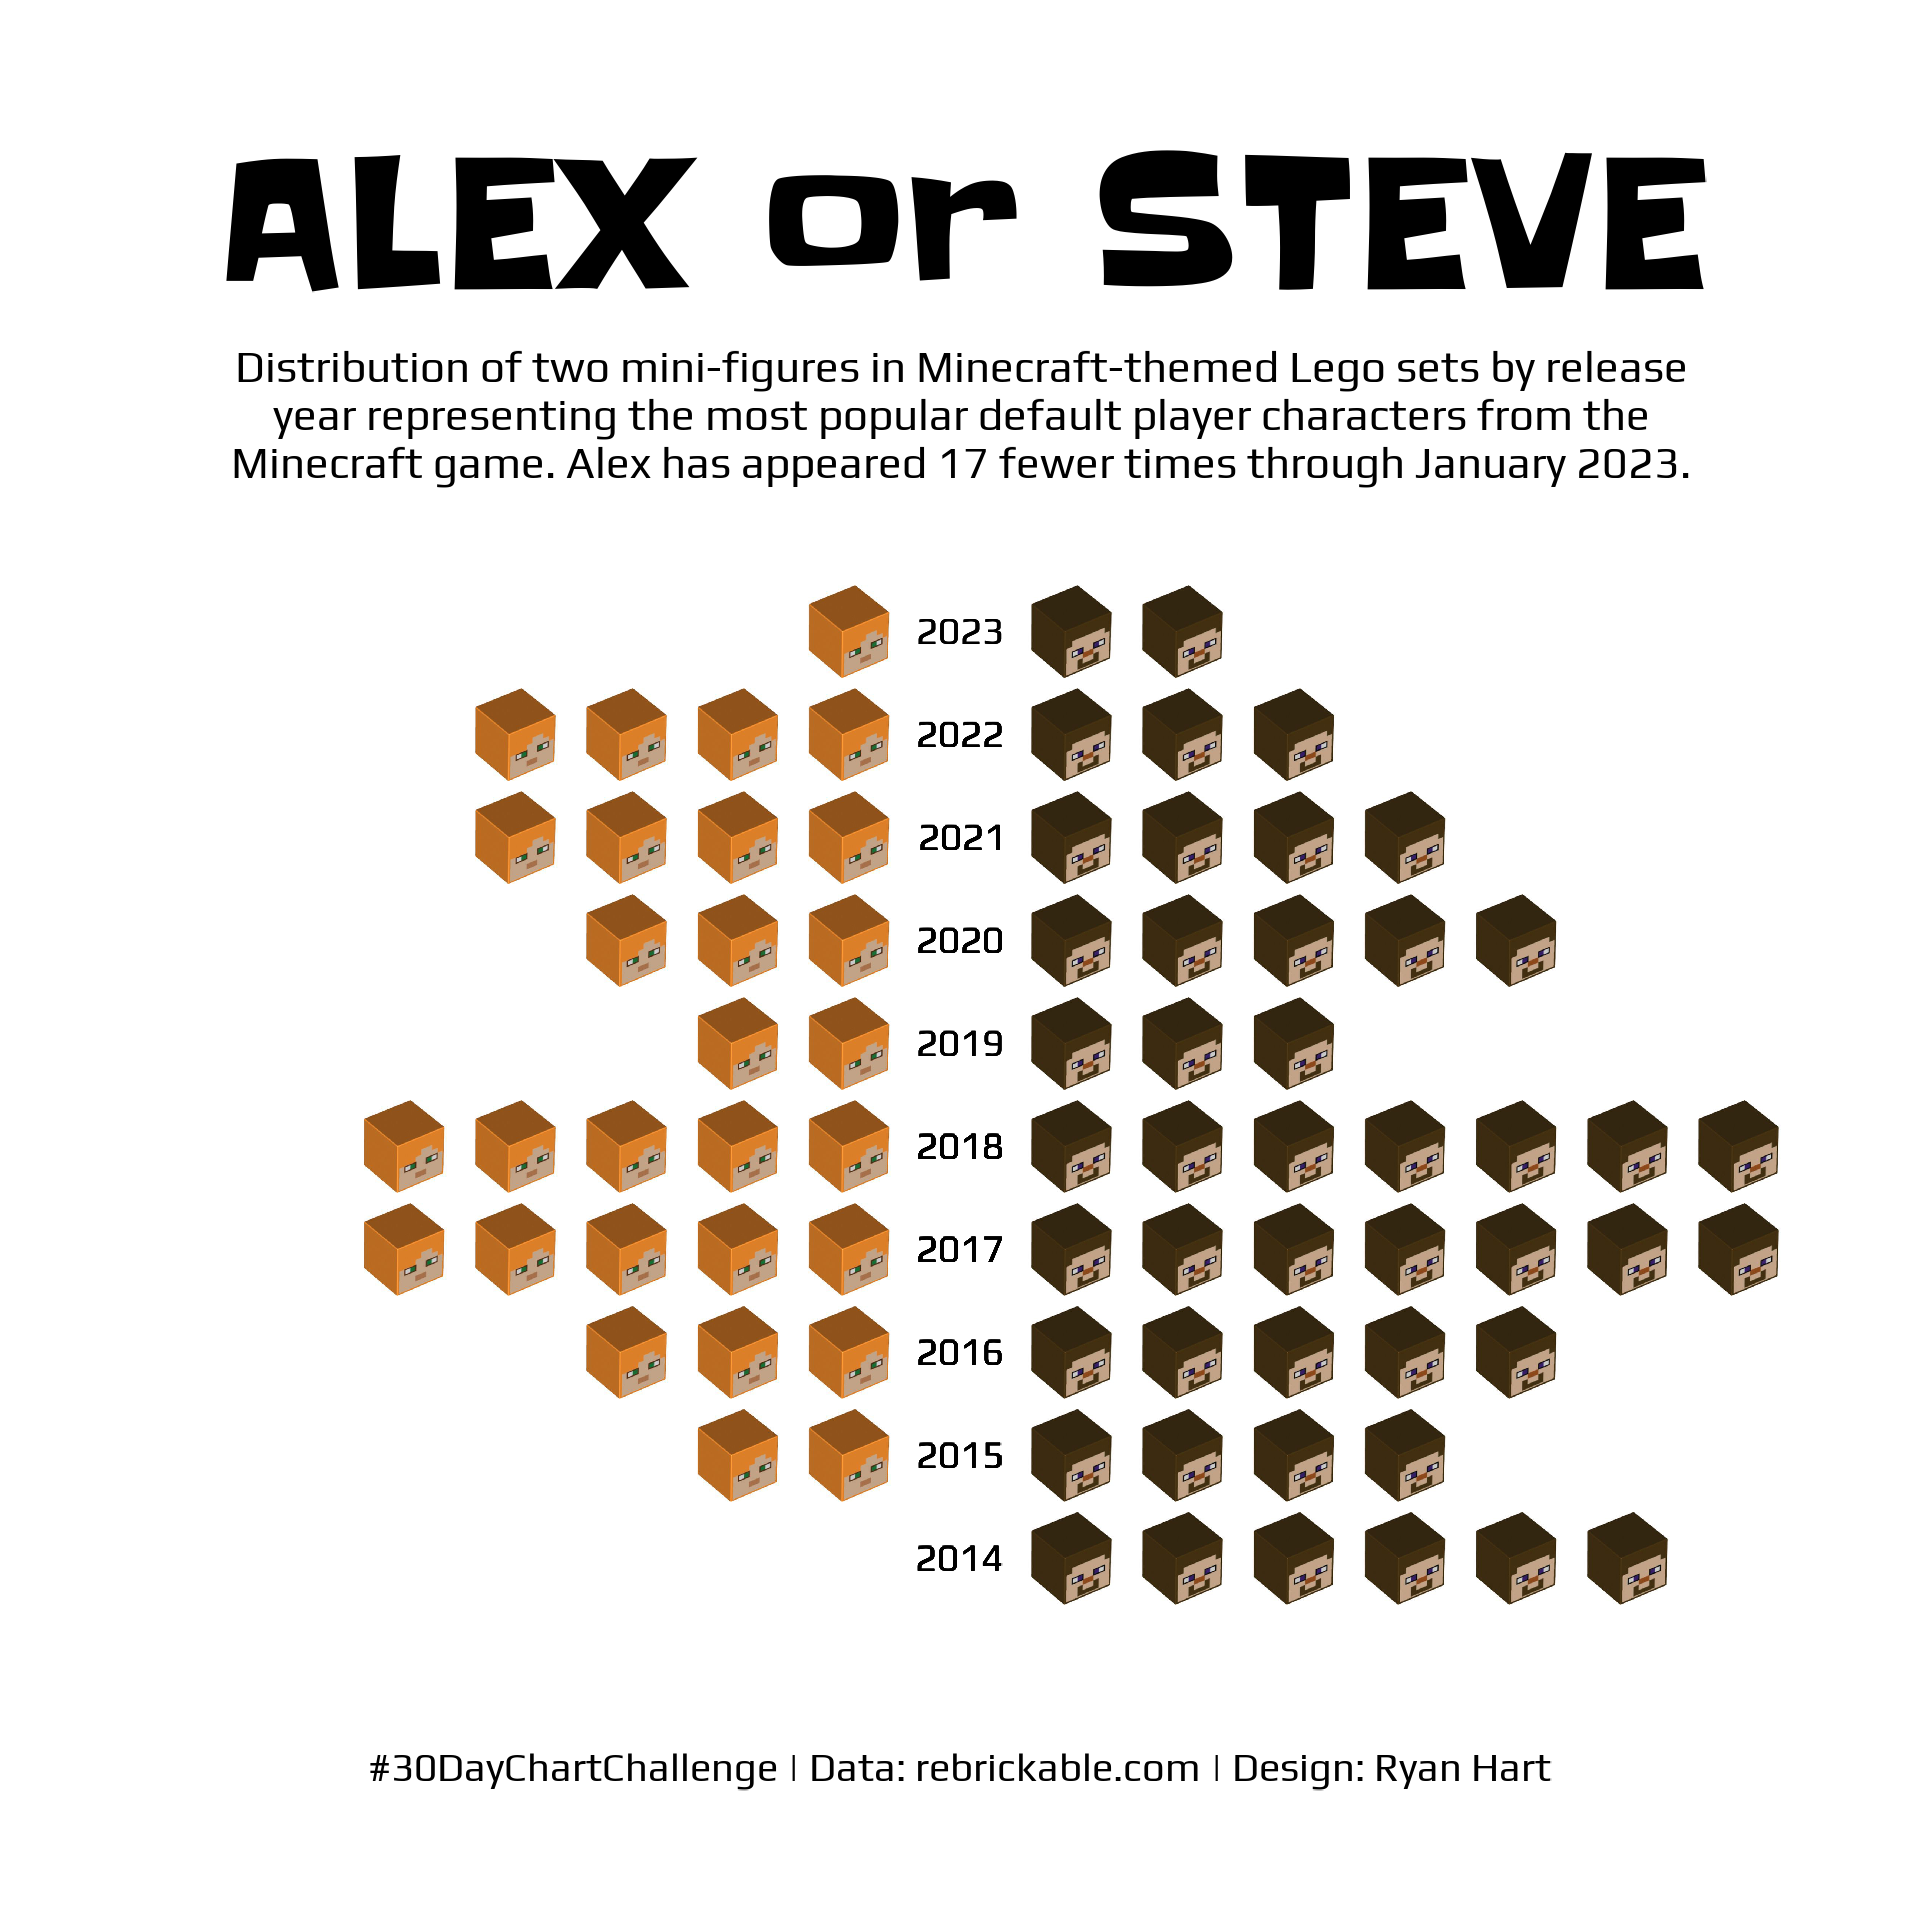 ALEX or STEVE
Distribution of two mini-figures in Minecraft-themed Lego sets by release
year representing the most popular default player characters from the
Minecraft game. Alex has appeared 17 fewer times through January 2023.
2023
2022
2021
2020
2019
2018
2017
2016
2015
2014
#30DayChartChallenge | Data: rebrickable.com | Design: Ryan Hart